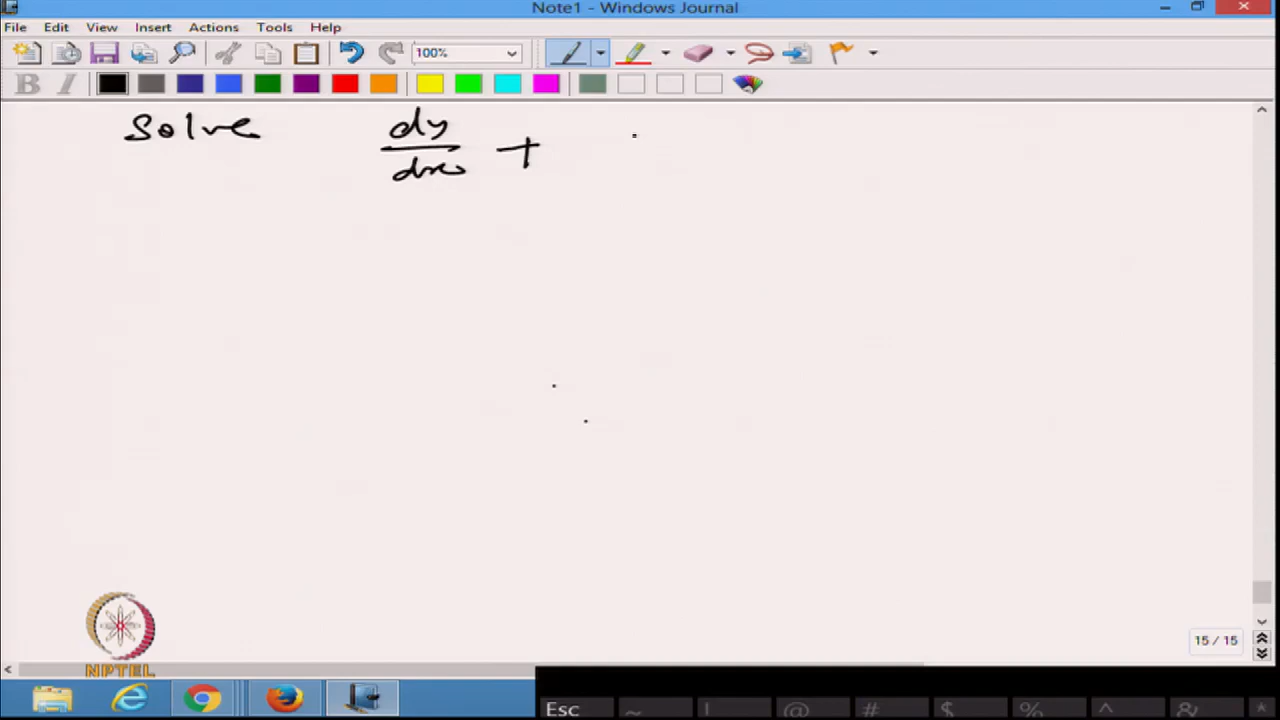 Note1 - Windows Journal
File Edit View Insert Actions Tools Help
100%
B I
Solve dy/dx +
15 / 15
NPTEL
Esc ~ ! @ # $ % ^ & *